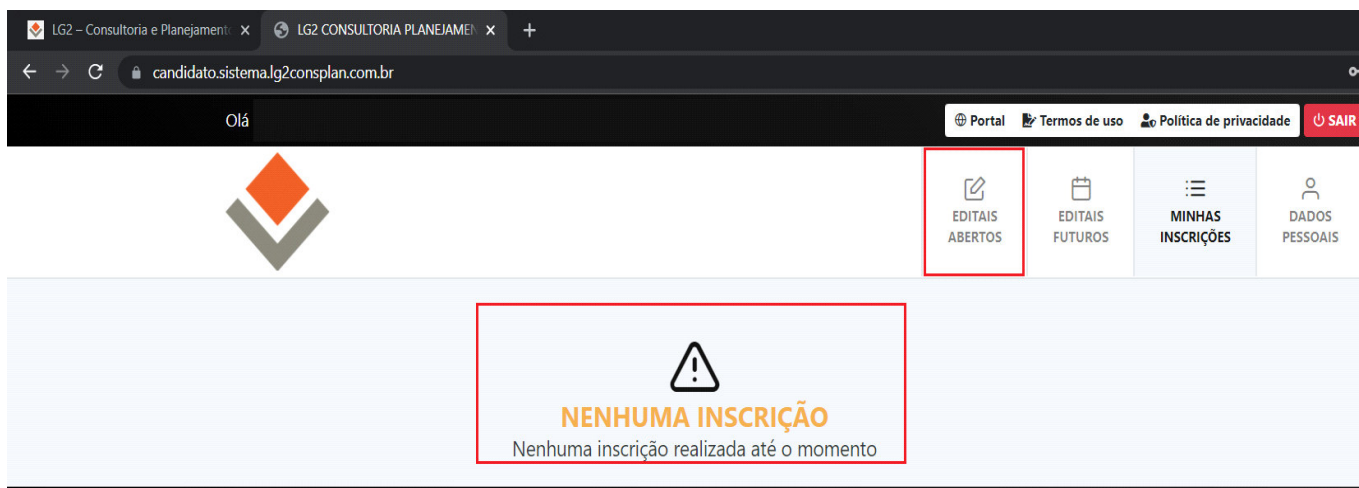 LG2 – Consultoria e Planejament
LG2 CONSULTORIA PLANEJAMEN
candidato.sistema.lg2consplan.com.br
Olá
Portal
Termos de uso
Política de privacidade
SAIR
EDITAIS
ABERTOS
EDITAIS
FUTUROS
MINHAS
INSCRIÇÕES
DADOS
PESSOAIS
NENHUMA INSCRIÇÃO
Nenhuma inscrição realizada até o momento